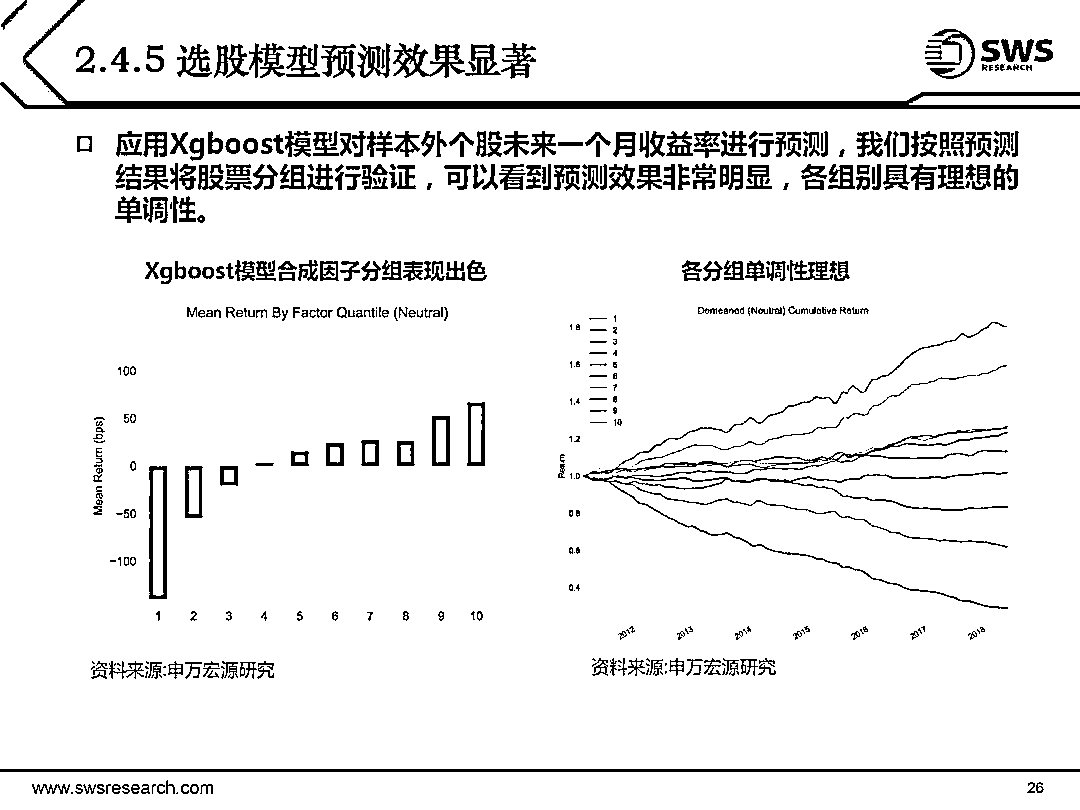 2.4.5 选股模型预测效果显著
SWS
RESEARCH
应用Xgboost模型对样本外个股未来一个月收益率进行预测，我们按照预测
结果将股票分组进行验证，可以看到预测效果非常明显，各组别具有理想的
单调性。
Xgboost模型合成因子分组表现出色
Mean Return By Factor Quantile (Neutral)
100
50
0
−50
−100
Mean Return (bps)
1 2 3 4 5 6 7 8 9 10
资料来源:申万宏源研究
各分组单调性理想
Demeaned (Neutral) Cumulative Return
1
2
3
4
5
6
7
8
9
10
1.8
1.6
1.4
1.2
1.0
0.8
0.6
0.4
Return
2012 2013 2014 2015 2016 2017 2018
资料来源:申万宏源研究
www.swsresearch.com
26